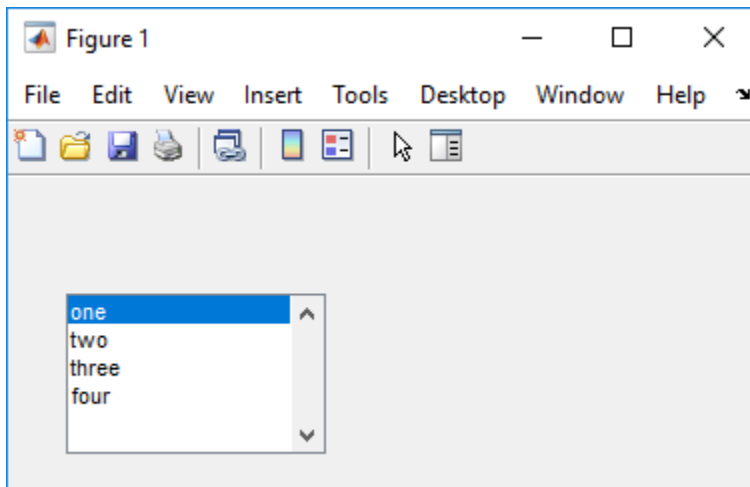 Figure 1
File Edit View Insert Tools Desktop Window Help
one
two
three
four